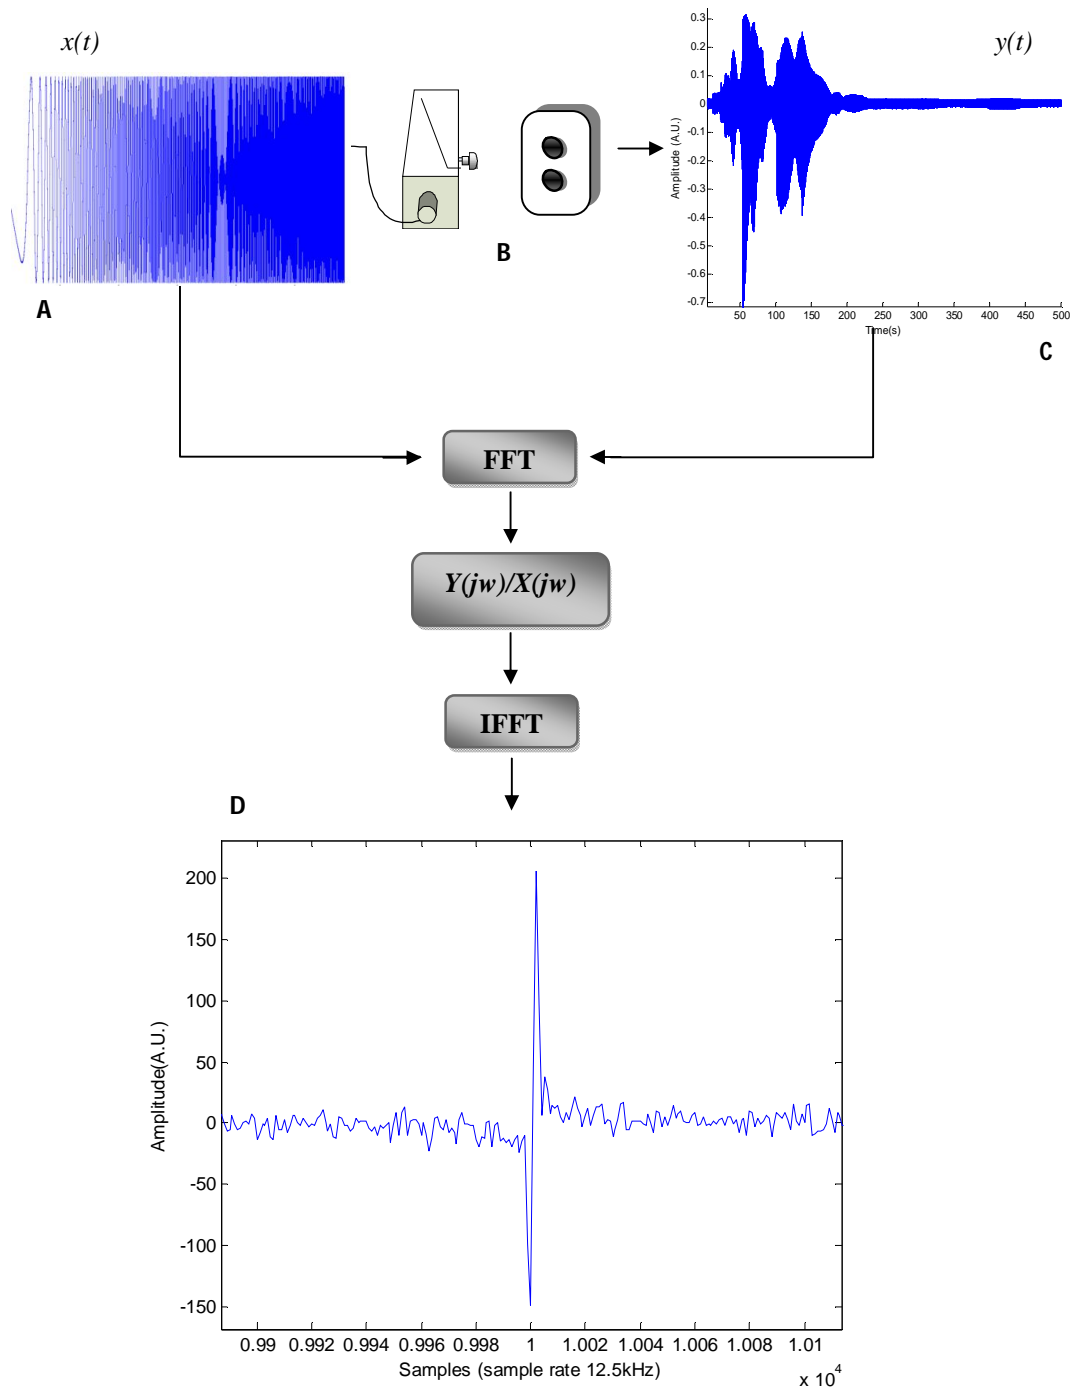 x(t)
y(t)
0.3
0.2
0.1
0
-0.1
-0.2
-0.3
-0.4
-0.5
-0.6
-0.7
Amplitude (A.U.)
50 100 150 200 250 300 350 400 450 500
Time(s)
A
B
C
FFT
Y(jw)/X(jw)
IFFT
D
200
150
100
50
0
-50
-100
-150
Amplitude(A.U.)
0.99 0.992 0.994 0.996 0.998 1 1.002 1.004 1.006 1.008 1.01
Samples (sample rate 12.5kHz)
x 10⁴